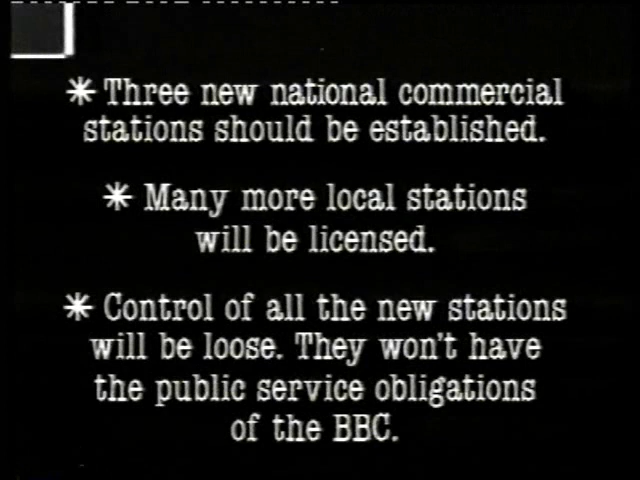 * Three new national commercial
stations should be established.
* Many more local stations
will be licensed.
* Control of all the new stations
will be loose. They won't have
the public service obligations
of the BBC.